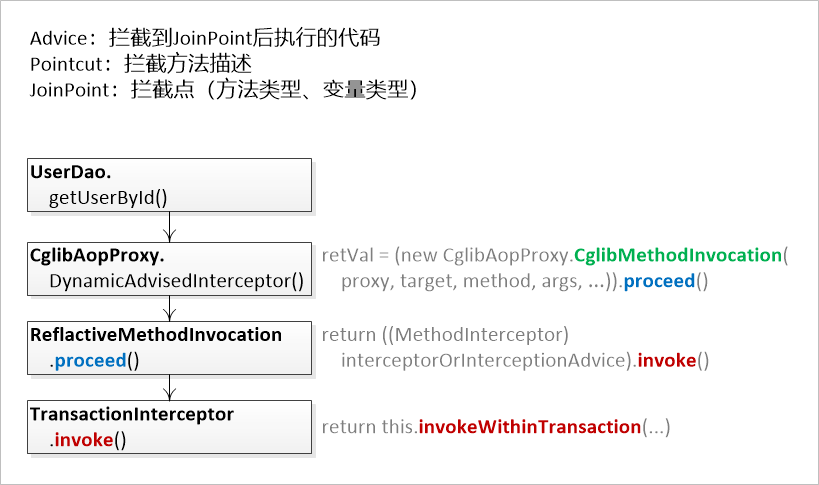 Advice：拦截到JoinPoint后执行的代码
Pointcut：拦截方法描述
JoinPoint：拦截点（方法类型、变量类型）
UserDao.
getUserById()
CglibAopProxy.
DynamicAdvisedInterceptor()
retVal = (new CglibAopProxy.CglibMethodInvocation(
proxy, target, method, args, ...)).proceed()
ReflactiveMethodInvocation
.proceed()
return ((MethodInterceptor)
interceptorOrInterceptionAdvice).invoke()
TransactionInterceptor
.invoke()
return this.invokeWithinTransaction(...)